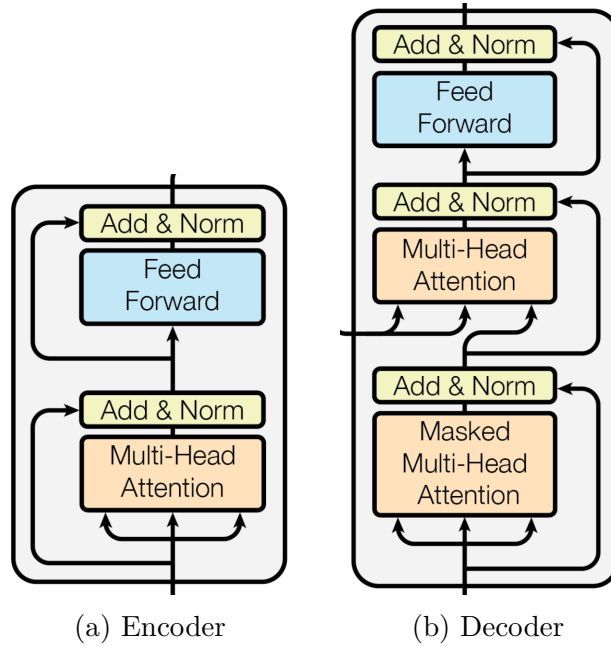 Add & Norm
Feed
Forward
Add & Norm
Multi-Head
Attention
(a) Encoder
Add & Norm
Feed
Forward
Add & Norm
Multi-Head
Attention
Add & Norm
Masked
Multi-Head
Attention
(b) Decoder